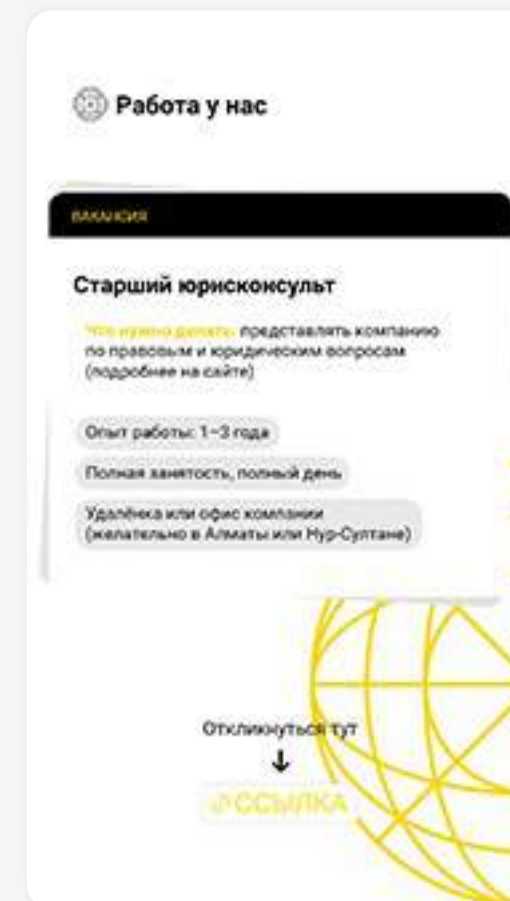 Работа у нас
ВАКАНСИЯ
Старший юрисконсульт
Что нужно делать: представлять компанию
по правовым и юридическим вопросам
(подробнее на сайте)
Опыт работы: 1–3 года
Полная занятость, полный день
Удалёнка или офис компании
(желательно в Алматы или Нур-Султане)
Откликнуться тут
↓
ССЫЛКА